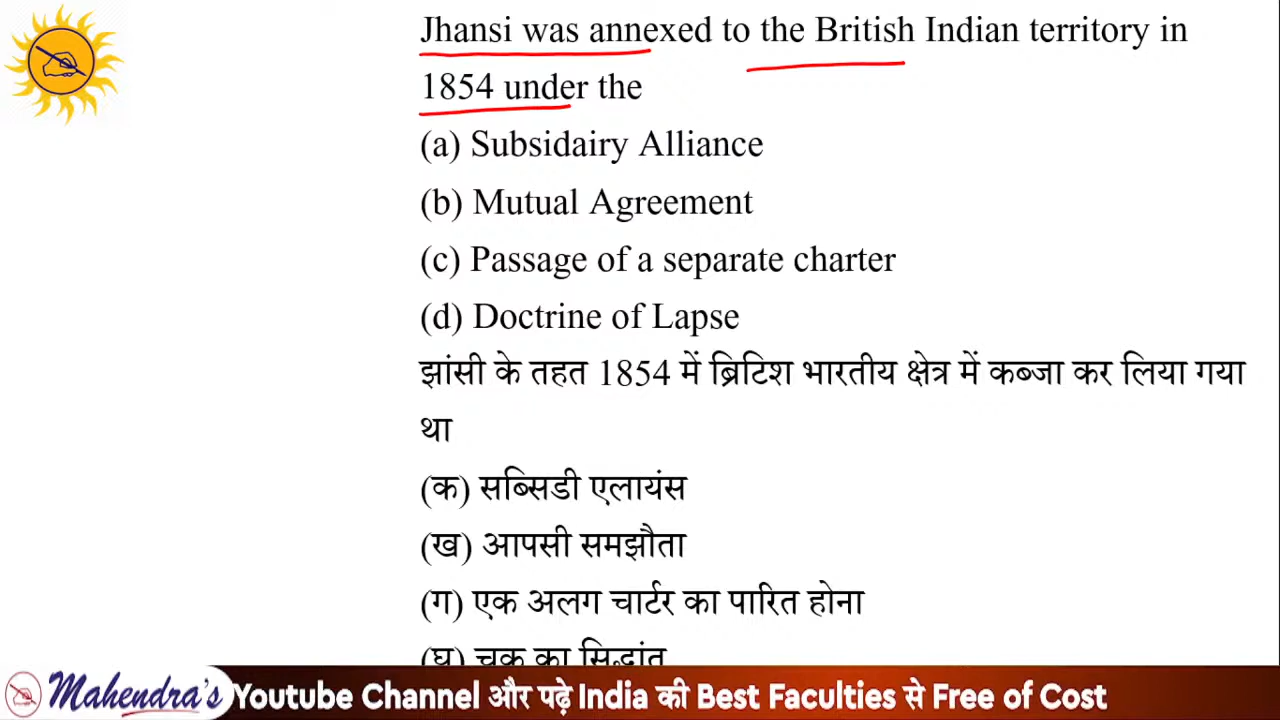 Jhansi was annexed to the British Indian territory in
1854 under the
(a) Subsidairy Alliance
(b) Mutual Agreement
(c) Passage of a separate charter
(d) Doctrine of Lapse
झांसी के तहत 1854 में ब्रिटिश भारतीय क्षेत्र में कब्जा कर लिया गया
था
(क) सब्सिडी एलायंस
(ख) आपसी समझौता
(ग) एक अलग चार्टर का पारित होना
(घ) चूक का सिद्धांत
Mahendra's Youtube Channel और पढ़े India की Best Faculties से Free of Cost